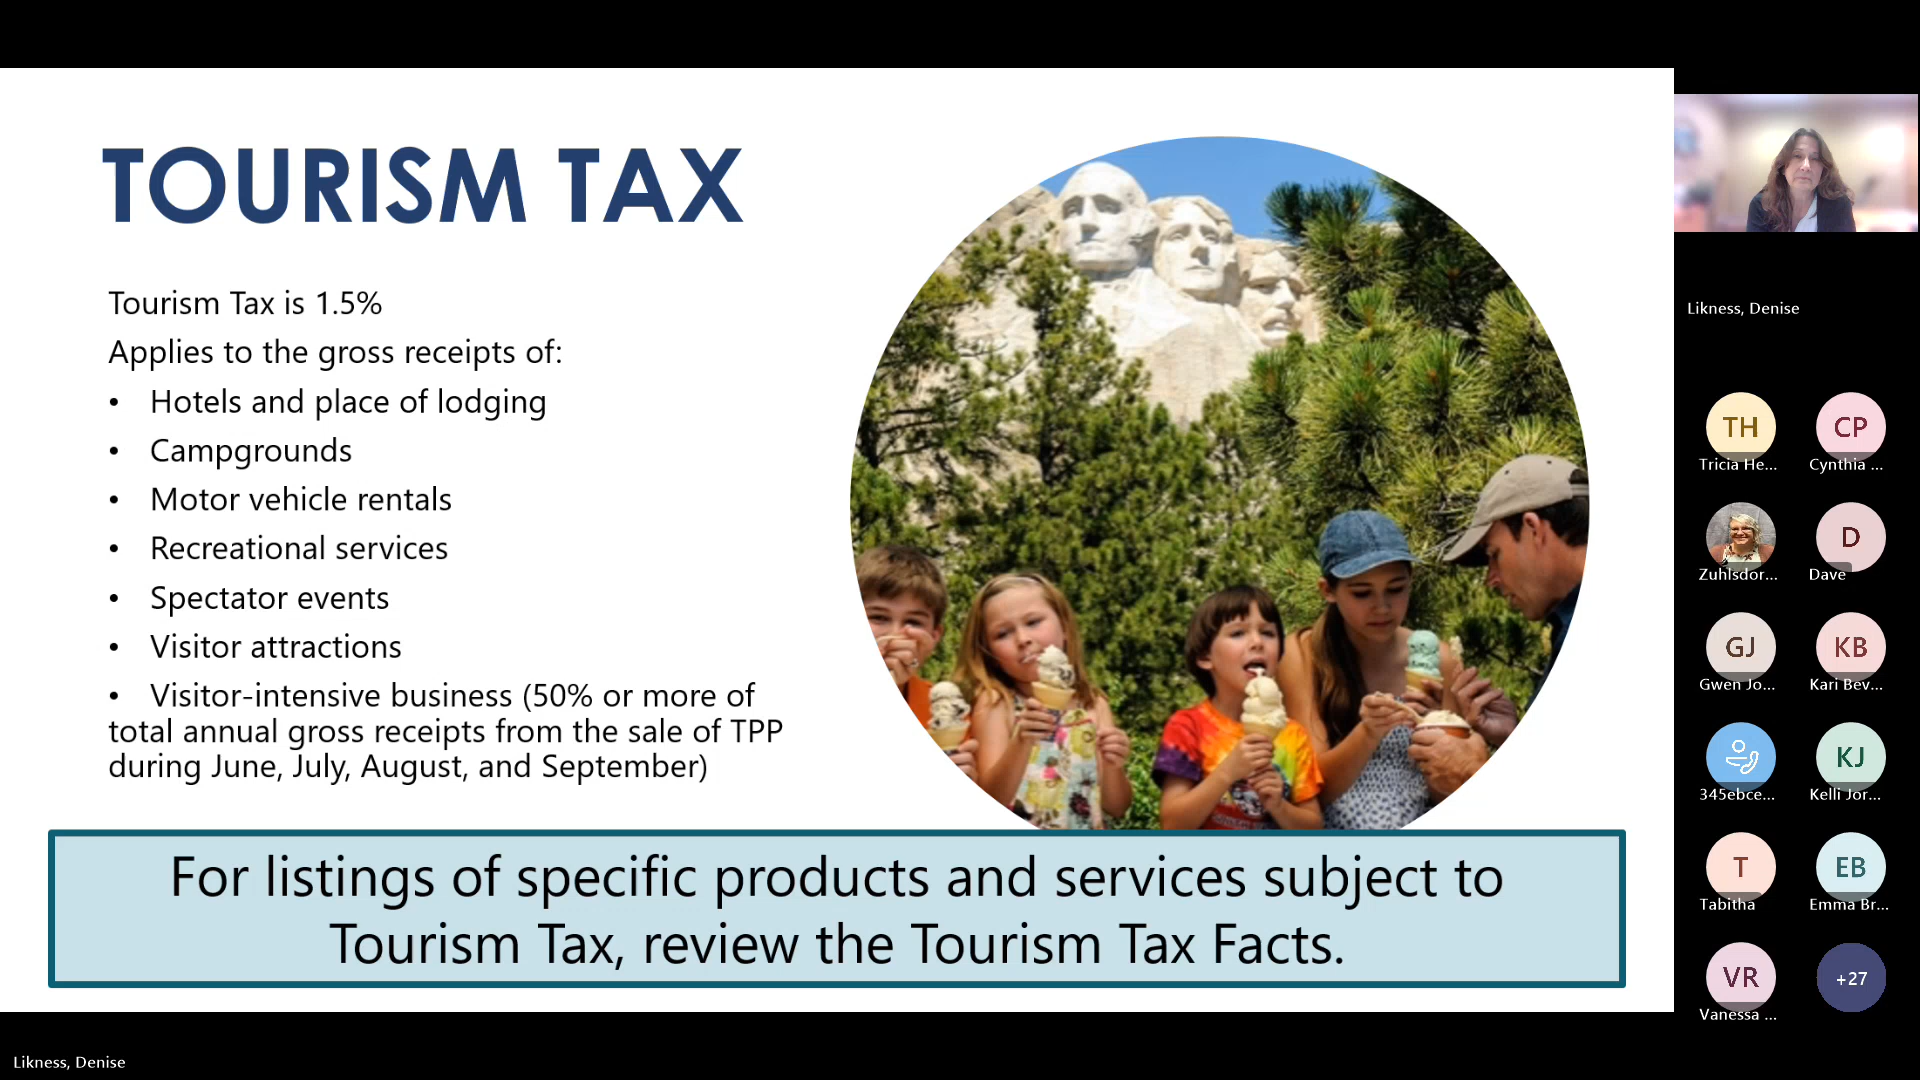 TOURISM TAX
Tourism Tax is 1.5%
Applies to the gross receipts of:
• Hotels and place of lodging
• Campgrounds
• Motor vehicle rentals
• Recreational services
• Spectator events
• Visitor attractions
• Visitor-intensive business (50% or more of
total annual gross receipts from the sale of TPP
during June, July, August, and September)
For listings of specific products and services subject to
Tourism Tax, review the Tourism Tax Facts.
Likness, Denise
TH
Tricia He...
CP
Cynthia ...
Zuhlsdor...
D
Dave
GJ
Gwen Jo...
KB
Kari Bev...
345ebce...
KJ
Kelli Jor...
T
Tabitha
EB
Emma Br...
VR
Vanessa ...
+27
Likness, Denise